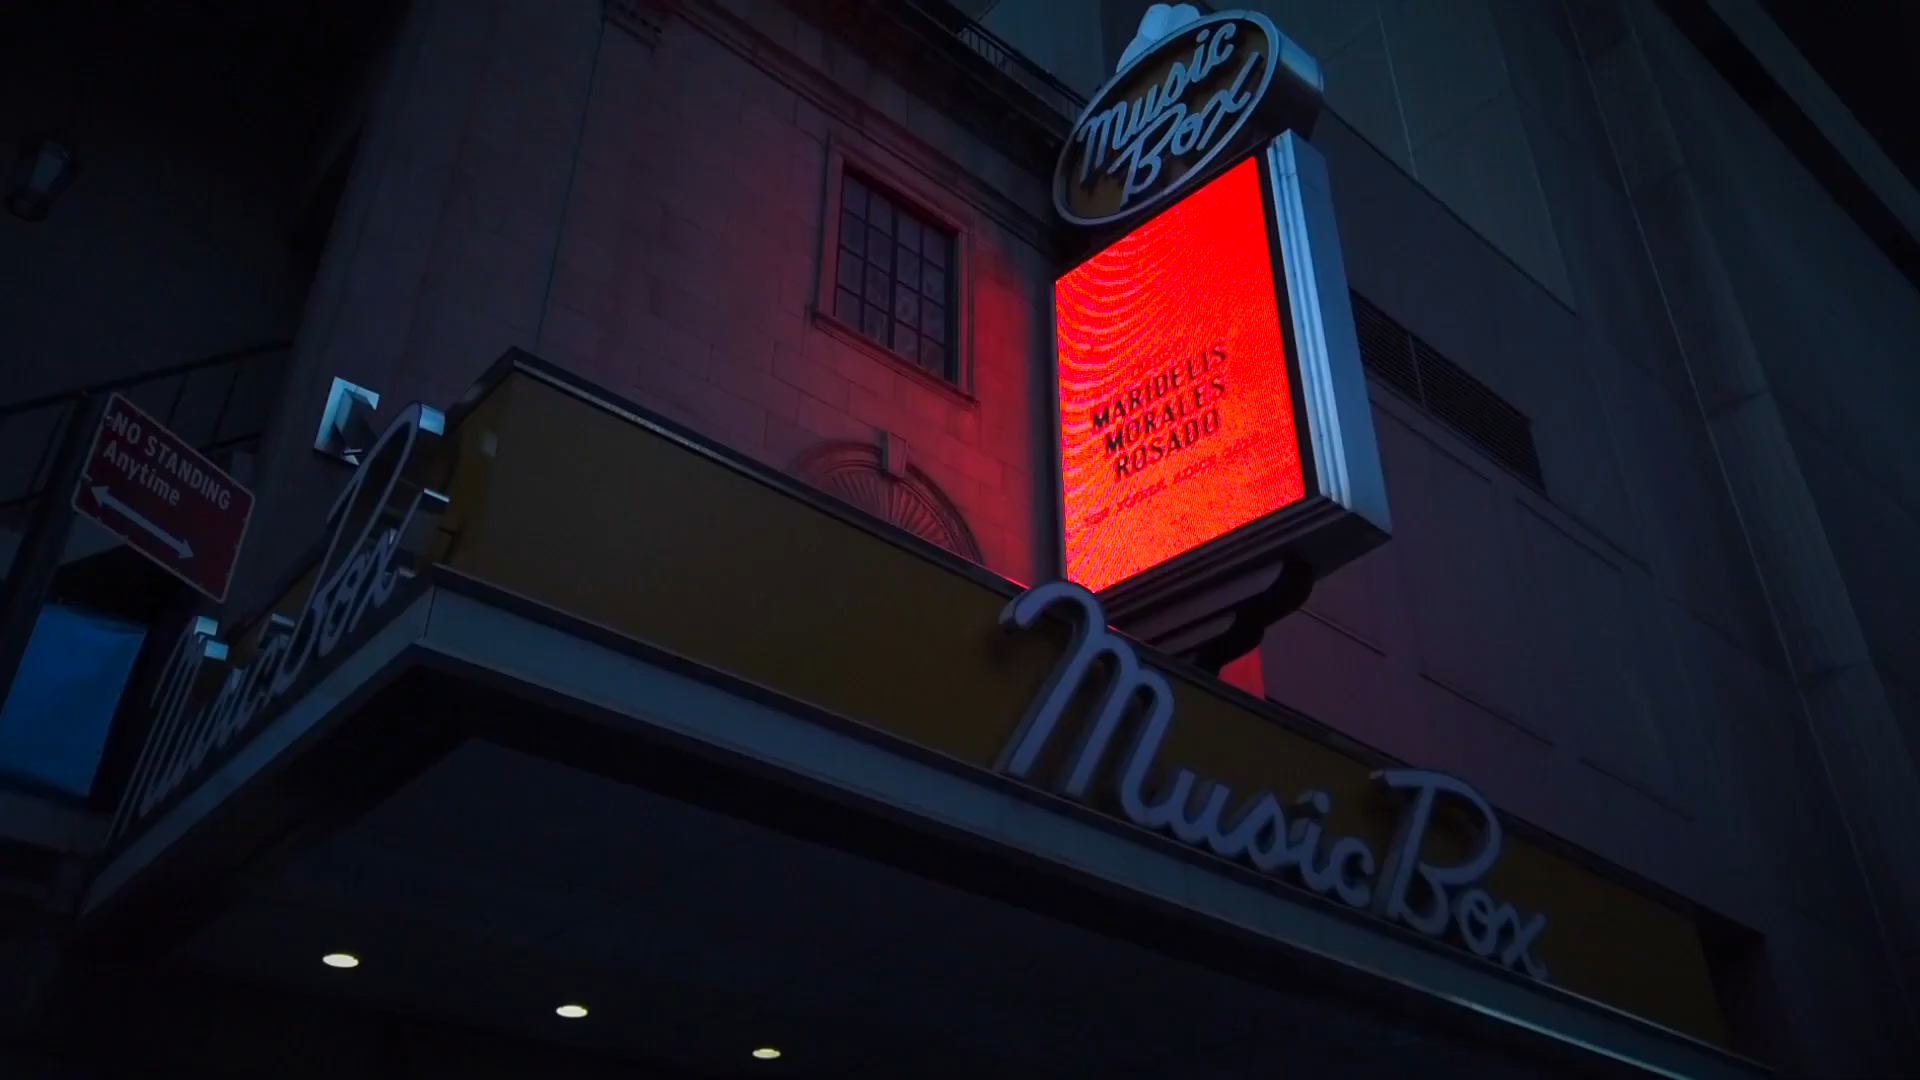 Music
Box
MARIDELIS
MORALES
ROSADO
NO STANDING
Anytime
Music Box
Music Box